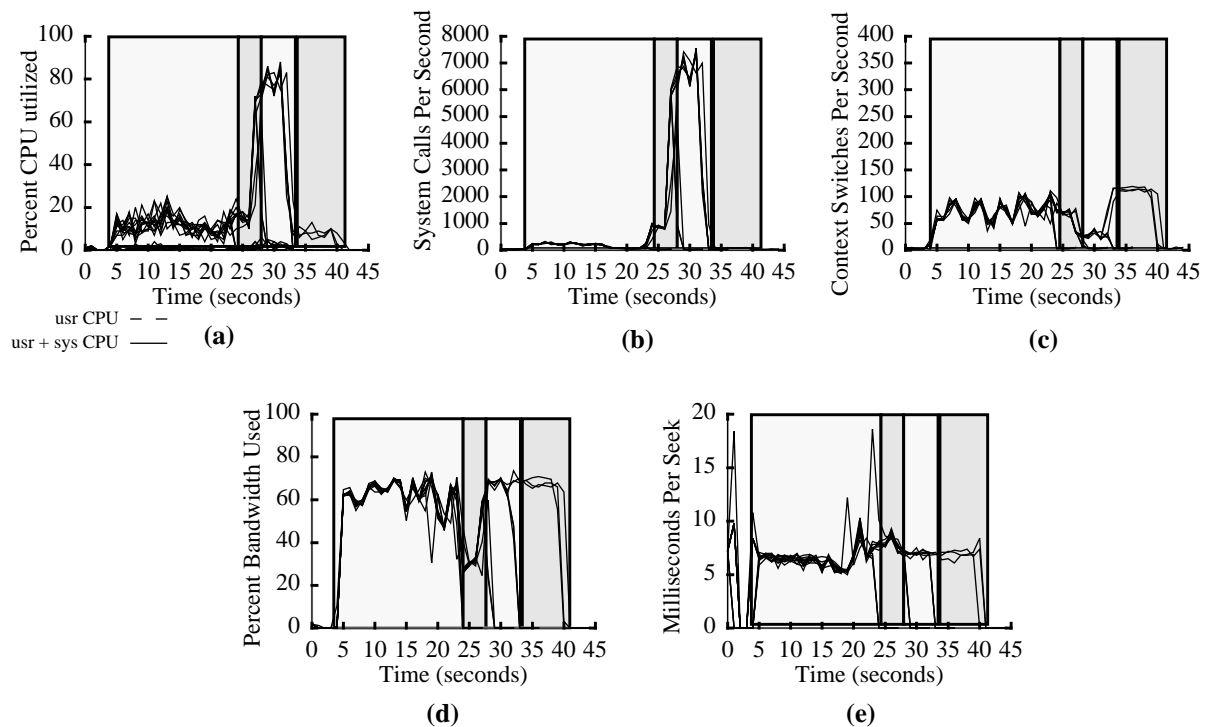 Percent CPU utilized
100
80
60
40
20
0
0 5 10 15 20 25 30 35 40 45
Time (seconds)
usr CPU
usr + sys CPU
(a)
System Calls Per Second
8000
7000
6000
5000
4000
3000
2000
1000
0
0 10 20 30 40 50
Time (seconds)
(b)
Context Switches Per Second
400
350
300
250
200
150
100
50
0
0 5 10 15 20 25 30 35 40 45
Time (seconds)
(c)
Percent Bandwidth Used
100
80
60
40
20
0
0 5 10 15 20 25 30 35 40 45
Time (seconds)
(d)
Milliseconds Per Seek
20
15
10
5
0
0 5 10 15 20 25 30 35 40 45
Time (seconds)
(e)